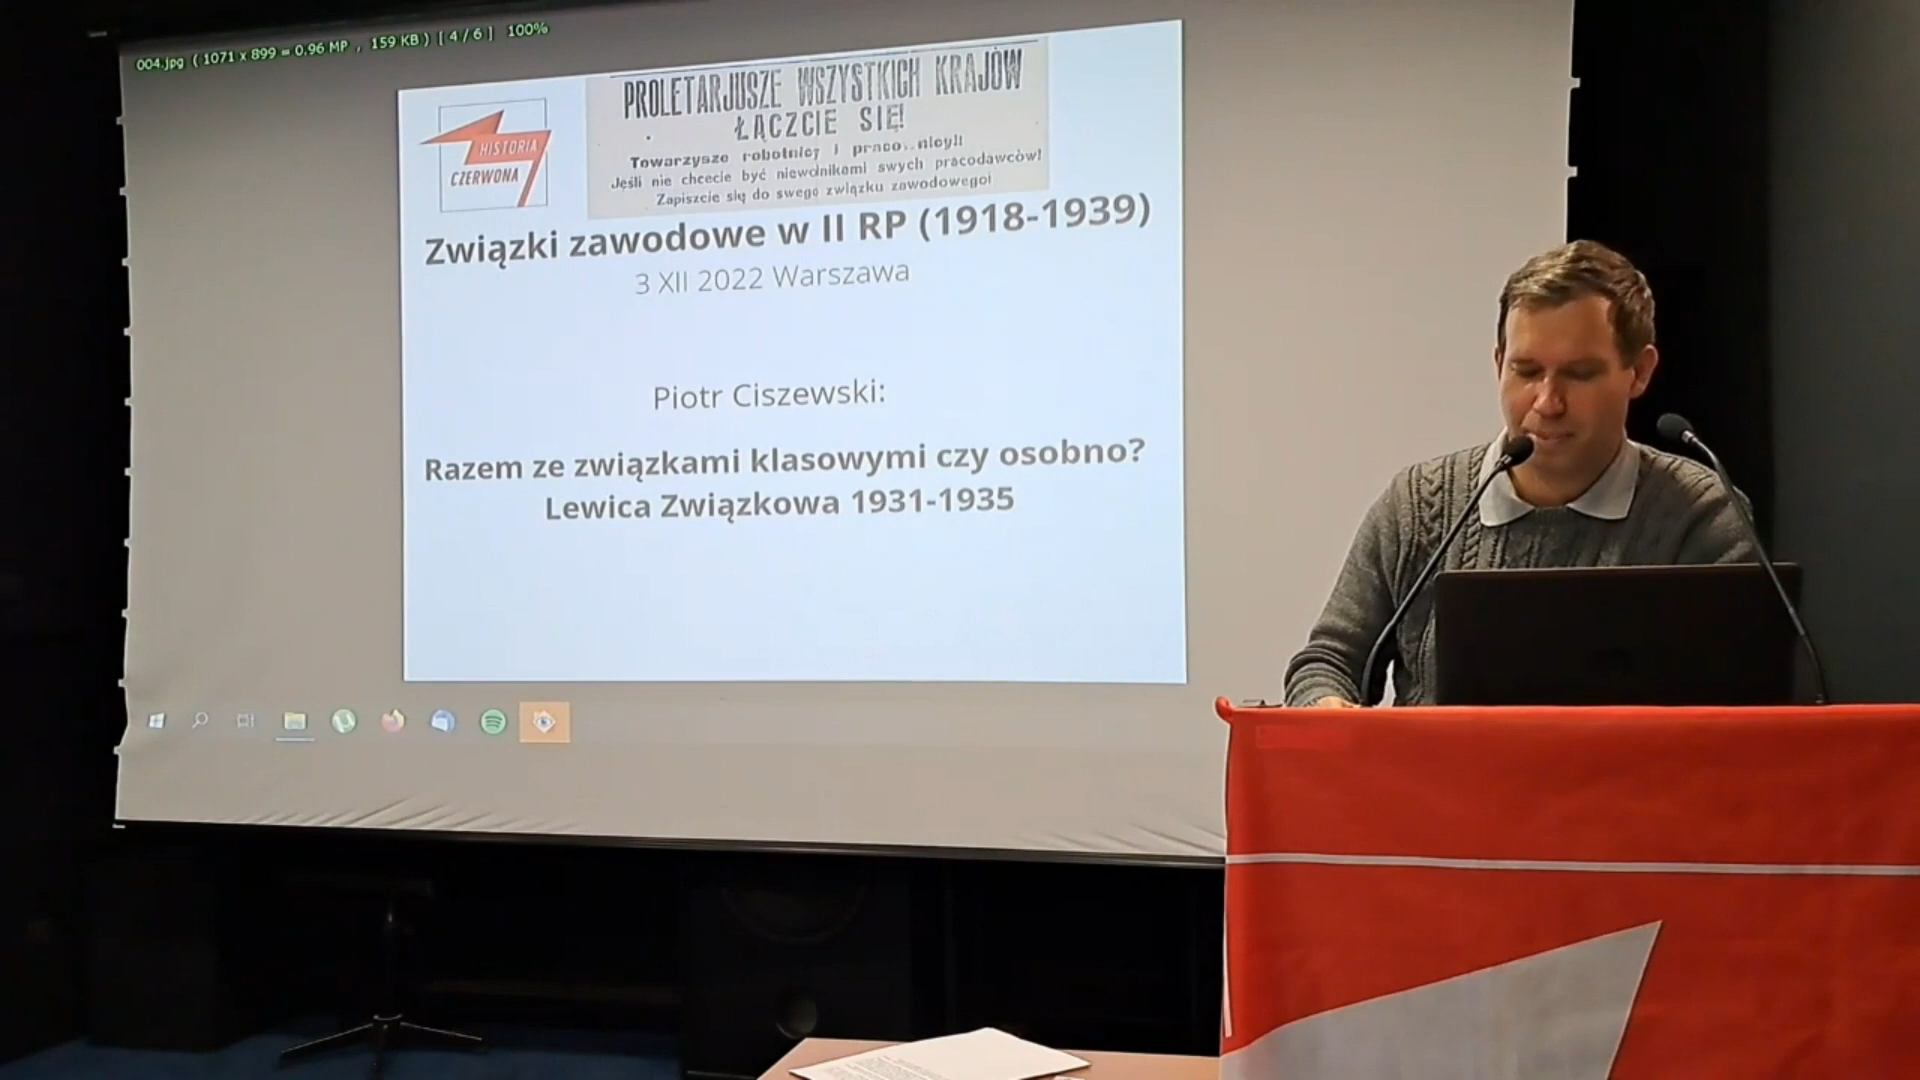 004.jpg ( 1071 x 899 = 0.96 MP , 159 KB ) [ 4 / 6 ] 100%
HISTORIA
CZERWONA
PROLETARJUSZE WSZYSTKICH KRAJÓW
ŁĄCZCIE SIĘ!
Towarzysze robotnicy i praco..nicy!!
Jeśli nie chcecie być niewolnikami swych pracodawców!
Zapiszcie się do swego związku zawodowego!
Związki zawodowe w II RP (1918-1939)
3 XII 2022 Warszawa
Piotr Ciszewski:
Razem ze związkami klasowymi czy osobno?
Lewica Związkowa 1931-1935